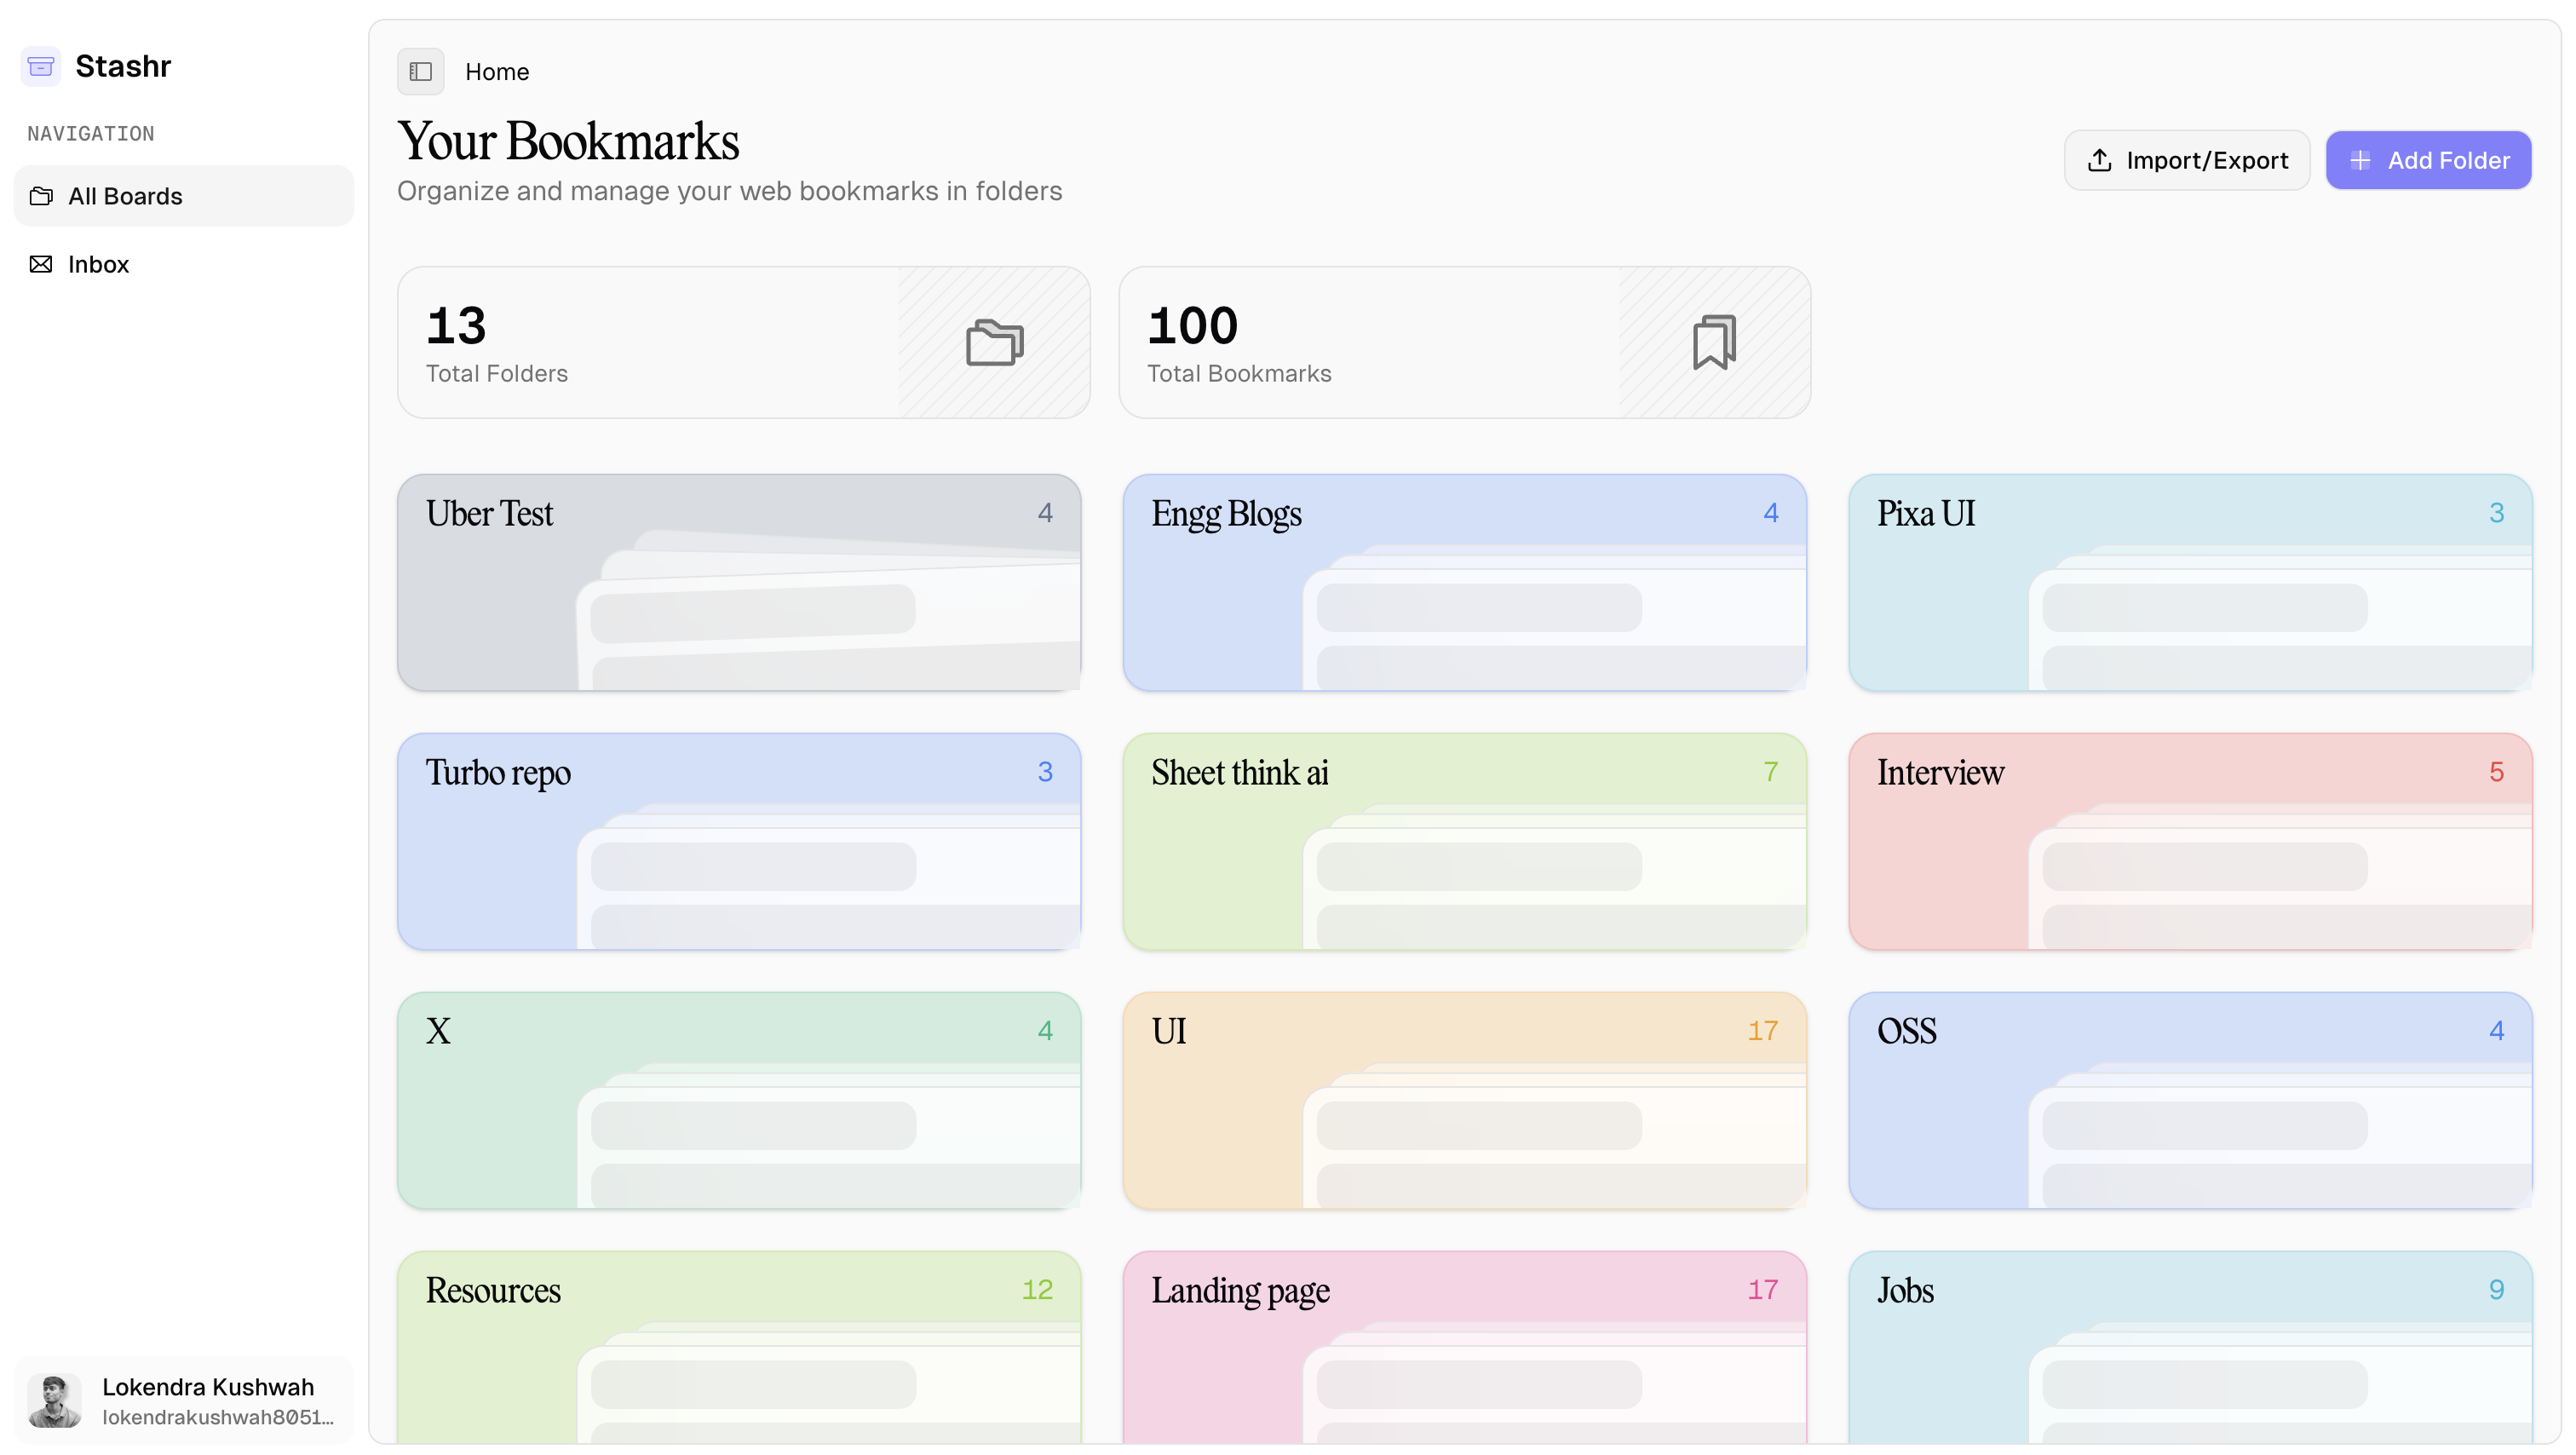 Stashr
NAVIGATION
All Boards
Inbox
Lokendra Kushwah
lokendrakushwah8051...
Home
Your Bookmarks
Organize and manage your web bookmarks in folders
Import/Export
Add Folder
13
Total Folders
100
Total Bookmarks
Uber Test 4
Engg Blogs 4
Pixa UI 3
Turbo repo 3
Sheet think ai 7
Interview 5
X 4
UI 17
OSS 4
Resources 12
Landing page 17
Jobs 9